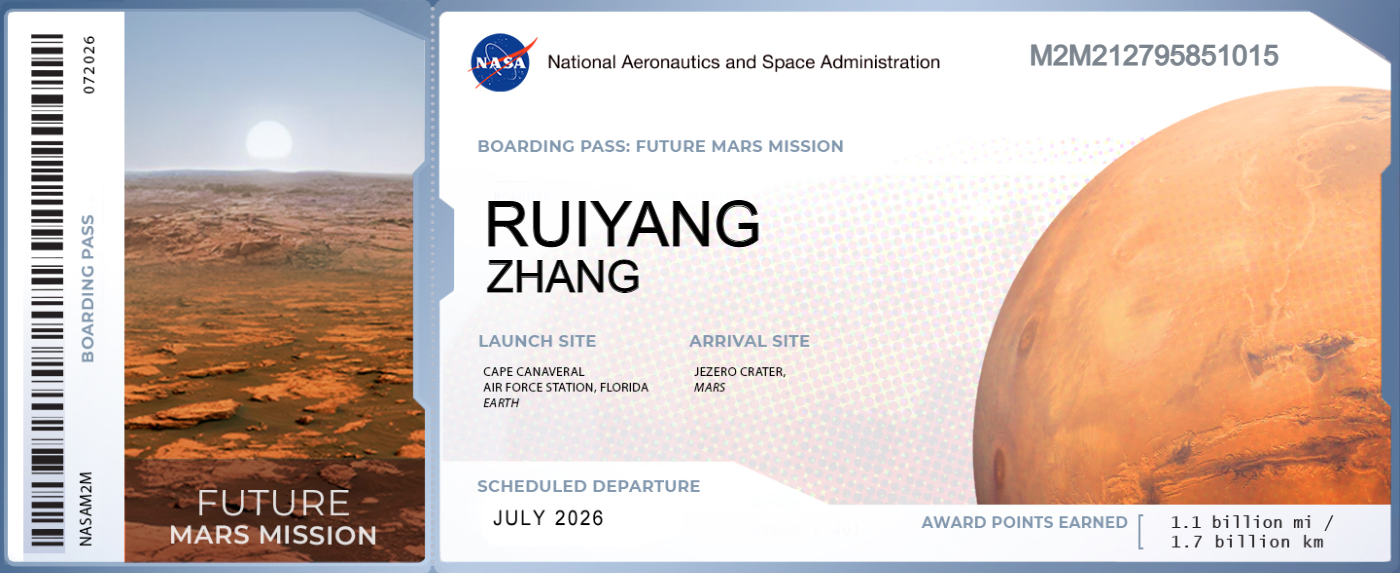 072026
BOARDING PASS
NASAM2M
FUTURE
MARS MISSION
NASA
National Aeronautics and Space Administration
M2M212795851015
BOARDING PASS: FUTURE MARS MISSION
RUIYANG
ZHANG
LAUNCH SITE
CAPE CANAVERAL
AIR FORCE STATION, FLORIDA
EARTH
ARRIVAL SITE
JEZERO CRATER,
MARS
SCHEDULED DEPARTURE
JULY 2026
AWARD POINTS EARNED
1.1 billion mi /
1.7 billion km